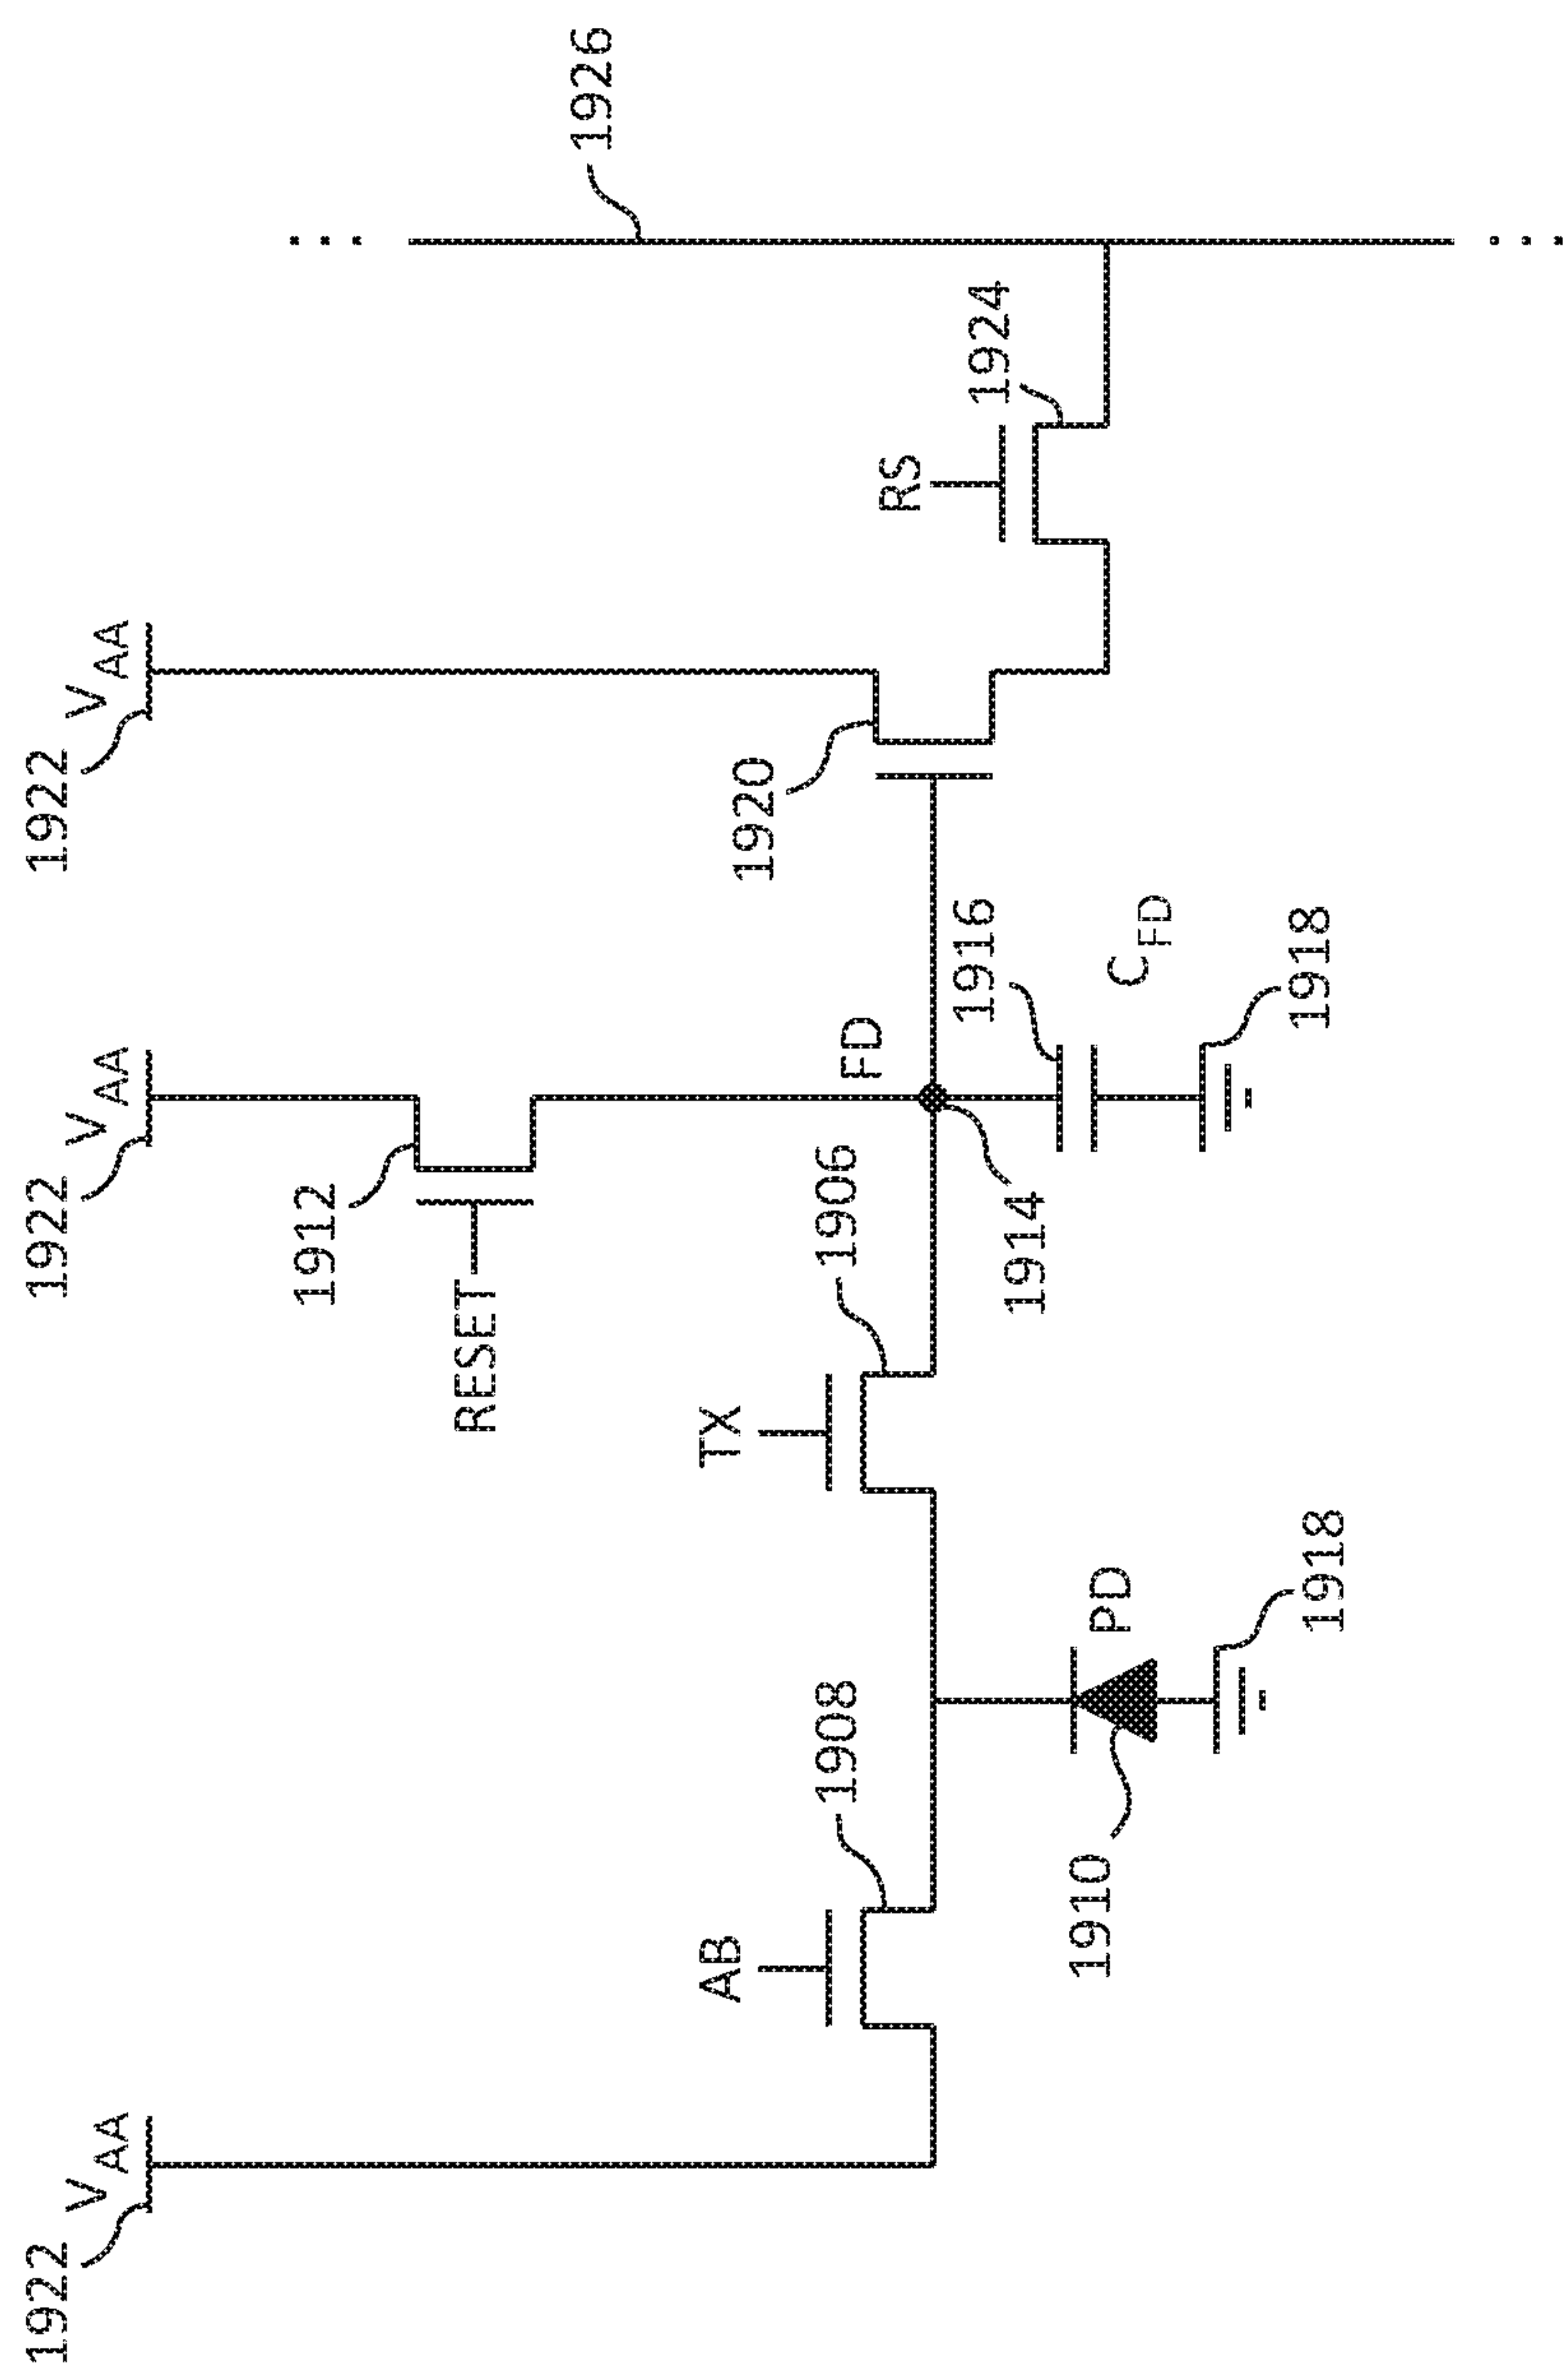 1922 VAA
1922 VAA
1922 VAA
1912
RESET
1926
AB
TX
1920
1908
1906
FD
RS
1916
1924
1914
1910
PD
CFD
1918
1918